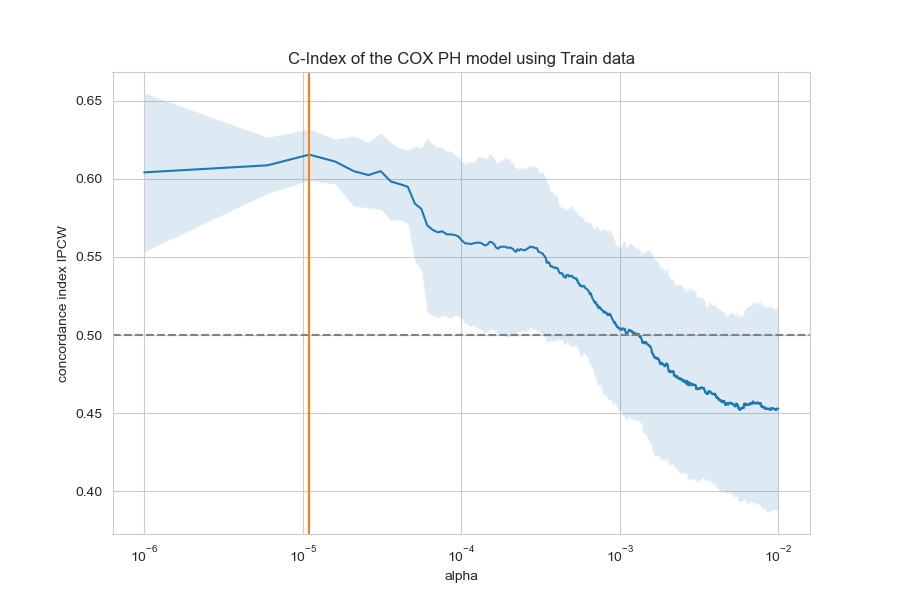 C-Index of the COX PH model using Train data
concordance index IPCW
0.65
0.60
0.55
0.50
0.45
0.40
10⁻⁶ 10⁻⁵ 10⁻⁴ 10⁻³ 10⁻²
alpha